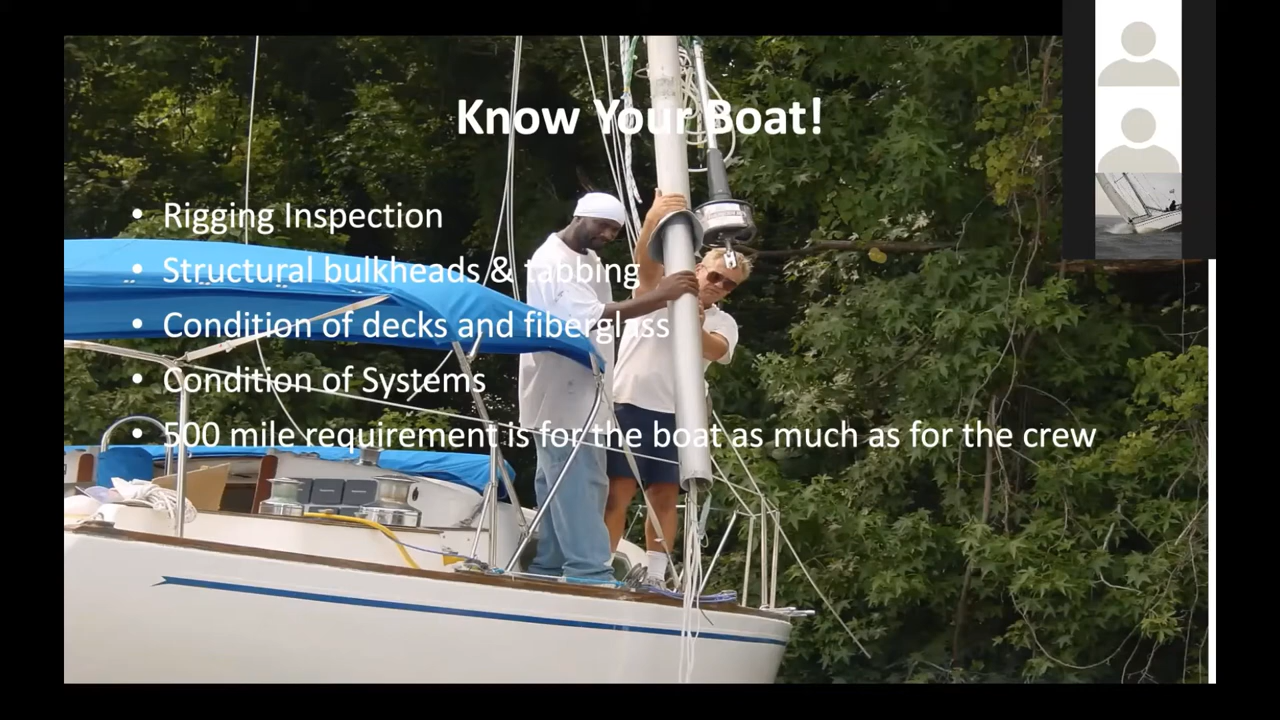 Know Your Boat!
• Rigging Inspection
• Structural bulkheads & tabbing
• Condition of decks and fiberglass
• Condition of Systems
• 500 mile requirement is for the boat as much as for the crew